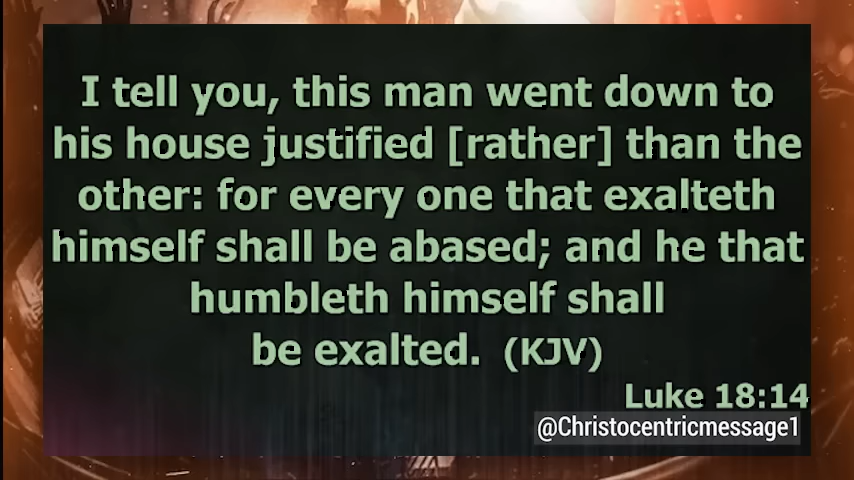 I tell you, this man went down to
his house justified [rather] than the
other: for every one that exalteth
himself shall be abased; and he that
humbleth himself shall
be exalted. (KJV)
Luke 18:14
@Christocentricmessage1